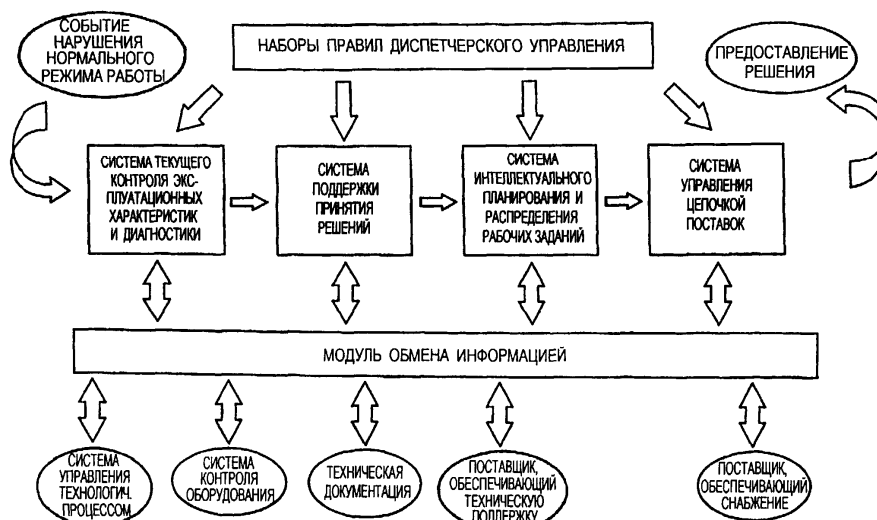 СОБЫТИЕ
НАРУШЕНИЯ
НОРМАЛЬНОГО
РЕЖИМА РАБОТЫ
НАБОРЫ ПРАВИЛ ДИСПЕТЧЕРСКОГО УПРАВЛЕНИЯ
ПРЕДОСТАВЛЕНИЕ
РЕШЕНИЯ
СИСТЕМА ТЕКУЩЕГО
КОНТРОЛЯ ЭКС-
ПЛУАТАЦИОННЫХ
ХАРАКТЕРИСТИК
И ДИАГНОСТИКИ
СИСТЕМА
ПОДДЕРЖКИ
ПРИНЯТИЯ
РЕШЕНИЙ
СИСТЕМА
ИНТЕЛЛЕКТУАЛЬНОГО
ПЛАНИРОВАНИЯ И
РАСПРЕДЕЛЕНИЯ
РАБОЧИХ ЗАДАНИЙ
СИСТЕМА
УПРАВЛЕНИЯ
ЦЕПОЧКОЙ
ПОСТАВОК
МОДУЛЬ ОБМЕНА ИНФОРМАЦИЕЙ
СИСТЕМА
УПРАВЛЕНИЯ
ТЕХНОЛОГИЧ.
ПРОЦЕССОМ
СИСТЕМА
КОНТРОЛЯ
ОБОРУДОВАНИЯ
ТЕХНИЧЕСКАЯ
ДОКУМЕНТАЦИЯ
ПОСТАВЩИК,
ОБЕСПЕЧИВАЮЩИЙ
ТЕХНИЧЕСКУЮ
ПОДДЕРЖКУ
ПОСТАВЩИК,
ОБЕСПЕЧИВАЮЩИЙ
СНАБЖЕНИЕ